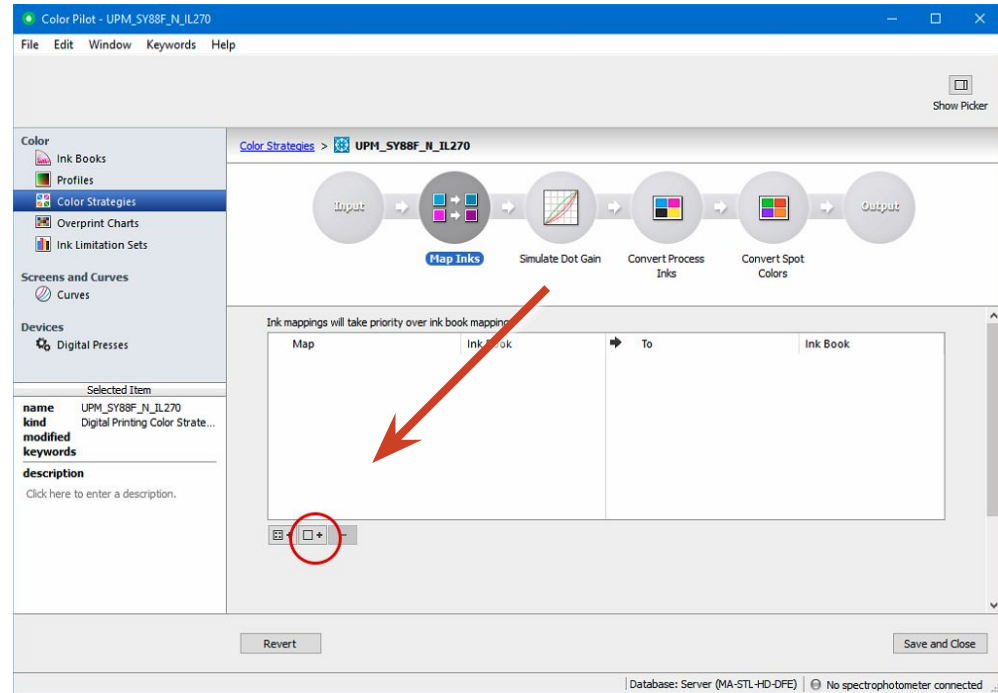 Color Pilot - UPM_SY88F_N_IL270
File Edit Window Keywords Help
Show Picker
Color
Ink Books
Profiles
Color Strategies
Overprint Charts
Ink Limitation Sets
Screens and Curves
Curves
Devices
Digital Presses
Selected Item
name UPM_SY88F_N_IL270
kind Digital Printing Color Strate...
modified
keywords
description
Click here to enter a description.
Color Strategies > UPM_SY88F_N_IL270
Input
Output
Map Inks
Simulate Dot Gain
Convert Process
Inks
Convert Spot
Colors
Ink mappings will take priority over ink book mappings
Map Ink Book To Ink Book
Revert
Save and Close
Database: Server (MA-STL-HD-DFE) No spectrophotometer connected